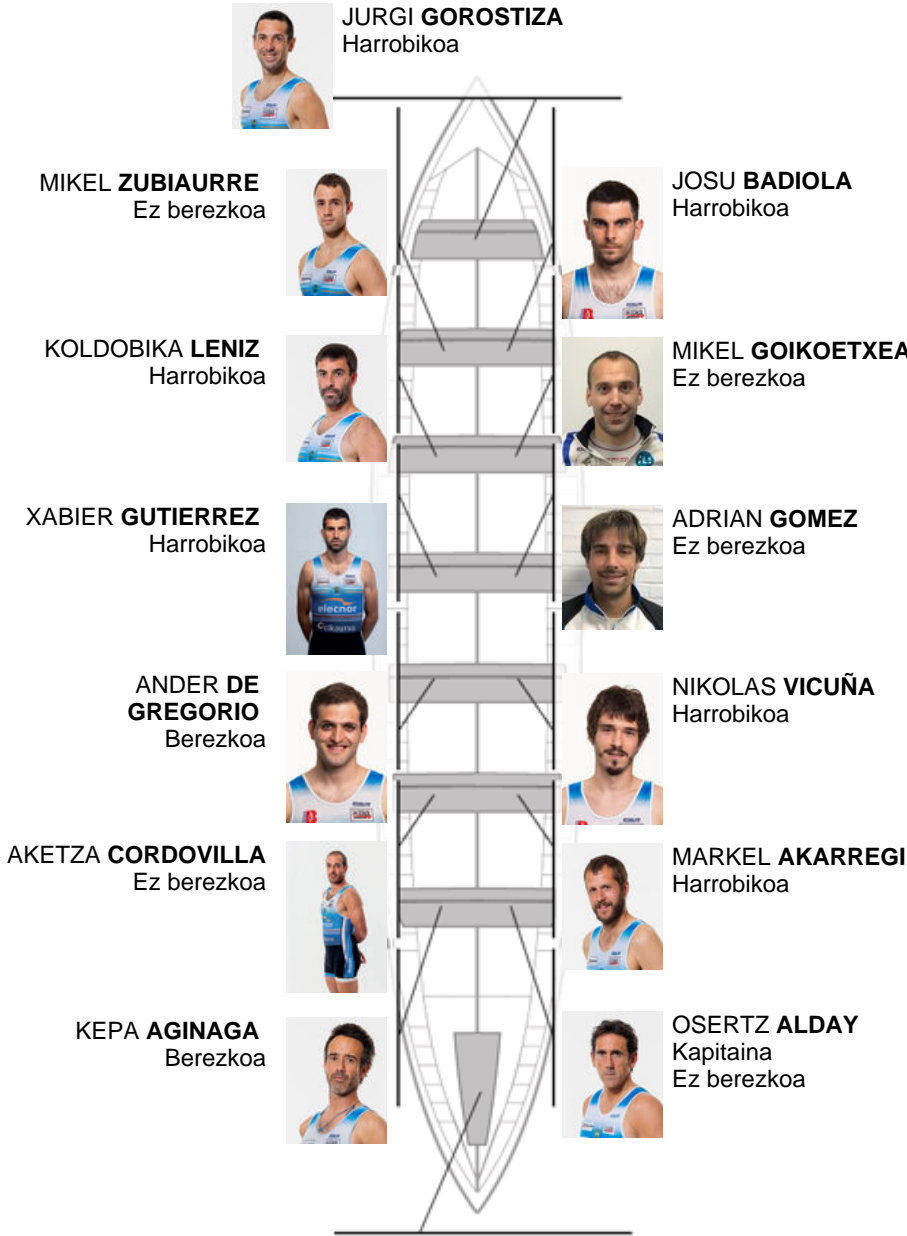 JURGI GOROSTIZA
Harrobikoa
MIKEL ZUBIAURRE
Ez berezkoa
JOSU BADIOLA
Harrobikoa
KOLDOBIKA LENIZ
Harrobikoa
MIKEL GOIKOETXEA
Ez berezkoa
XABIER GUTIERREZ
Harrobikoa
elecnor
cikautxo
ADRIAN GOMEZ
Ez berezkoa
ANDER DE
GREGORIO
Berezkoa
NIKOLAS VICUÑA
Harrobikoa
AKETZA CORDOVILLA
Ez berezkoa
MARKEL AKARREGI
Harrobikoa
KEPA AGINAGA
Berezkoa
OSERTZ ALDAY
Kapitaina
Ez berezkoa